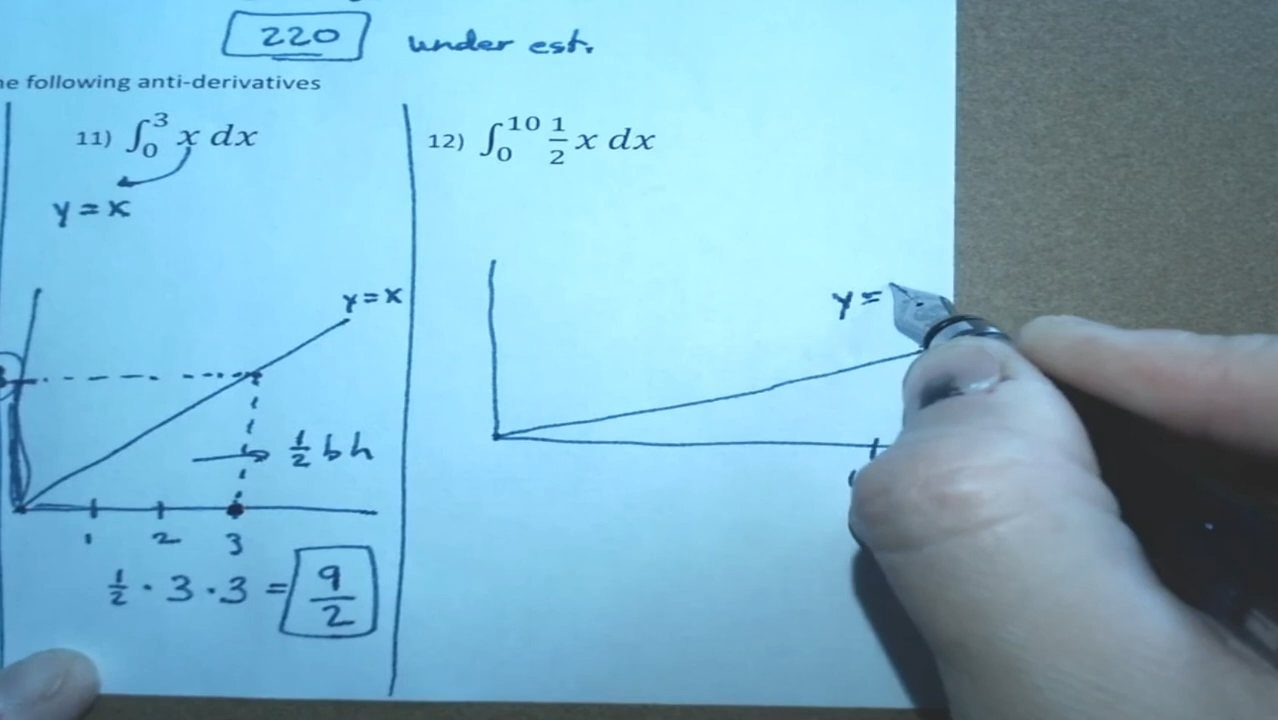 220 under est.
he following anti-derivatives
11) ∫₀³ x dx
y = x
y = x
1/2 bh
1 2 3
1/2 · 3 · 3 = 9/2
12) ∫₀¹⁰ 1/2 x dx
y =